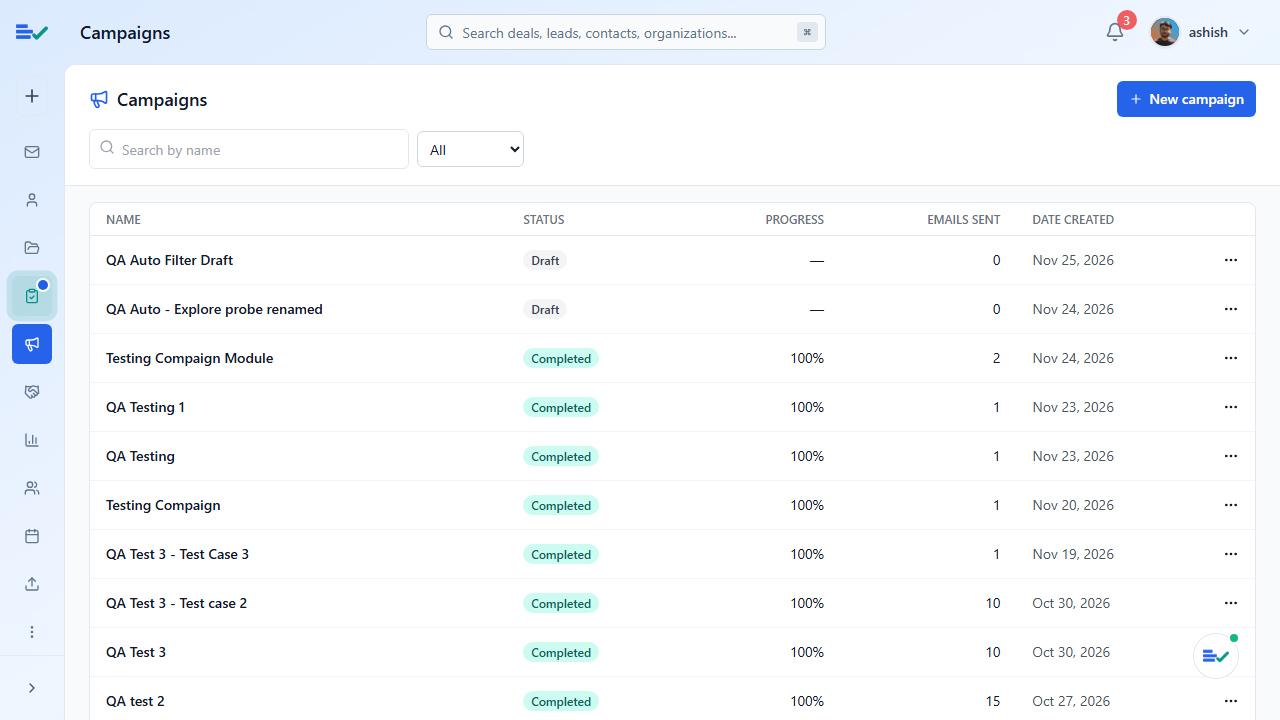 Campaigns
Search deals, leads, contacts, organizations...
⌘
3
ashish
Campaigns
New campaign
Search by name
All
NAME STATUS PROGRESS EMAILS SENT DATE CREATED
QA Auto Filter Draft Draft — 0 Nov 25, 2026
QA Auto - Explore probe renamed Draft — 0 Nov 24, 2026
Testing Compaign Module Completed 100% 2 Nov 24, 2026
QA Testing 1 Completed 100% 1 Nov 23, 2026
QA Testing Completed 100% 1 Nov 23, 2026
Testing Compaign Completed 100% 1 Nov 20, 2026
QA Test 3 - Test Case 3 Completed 100% 1 Nov 19, 2026
QA Test 3 - Test case 2 Completed 100% 10 Oct 30, 2026
QA Test 3 Completed 100% 10 Oct 30, 2026
QA test 2 Completed 100% 15 Oct 27, 2026